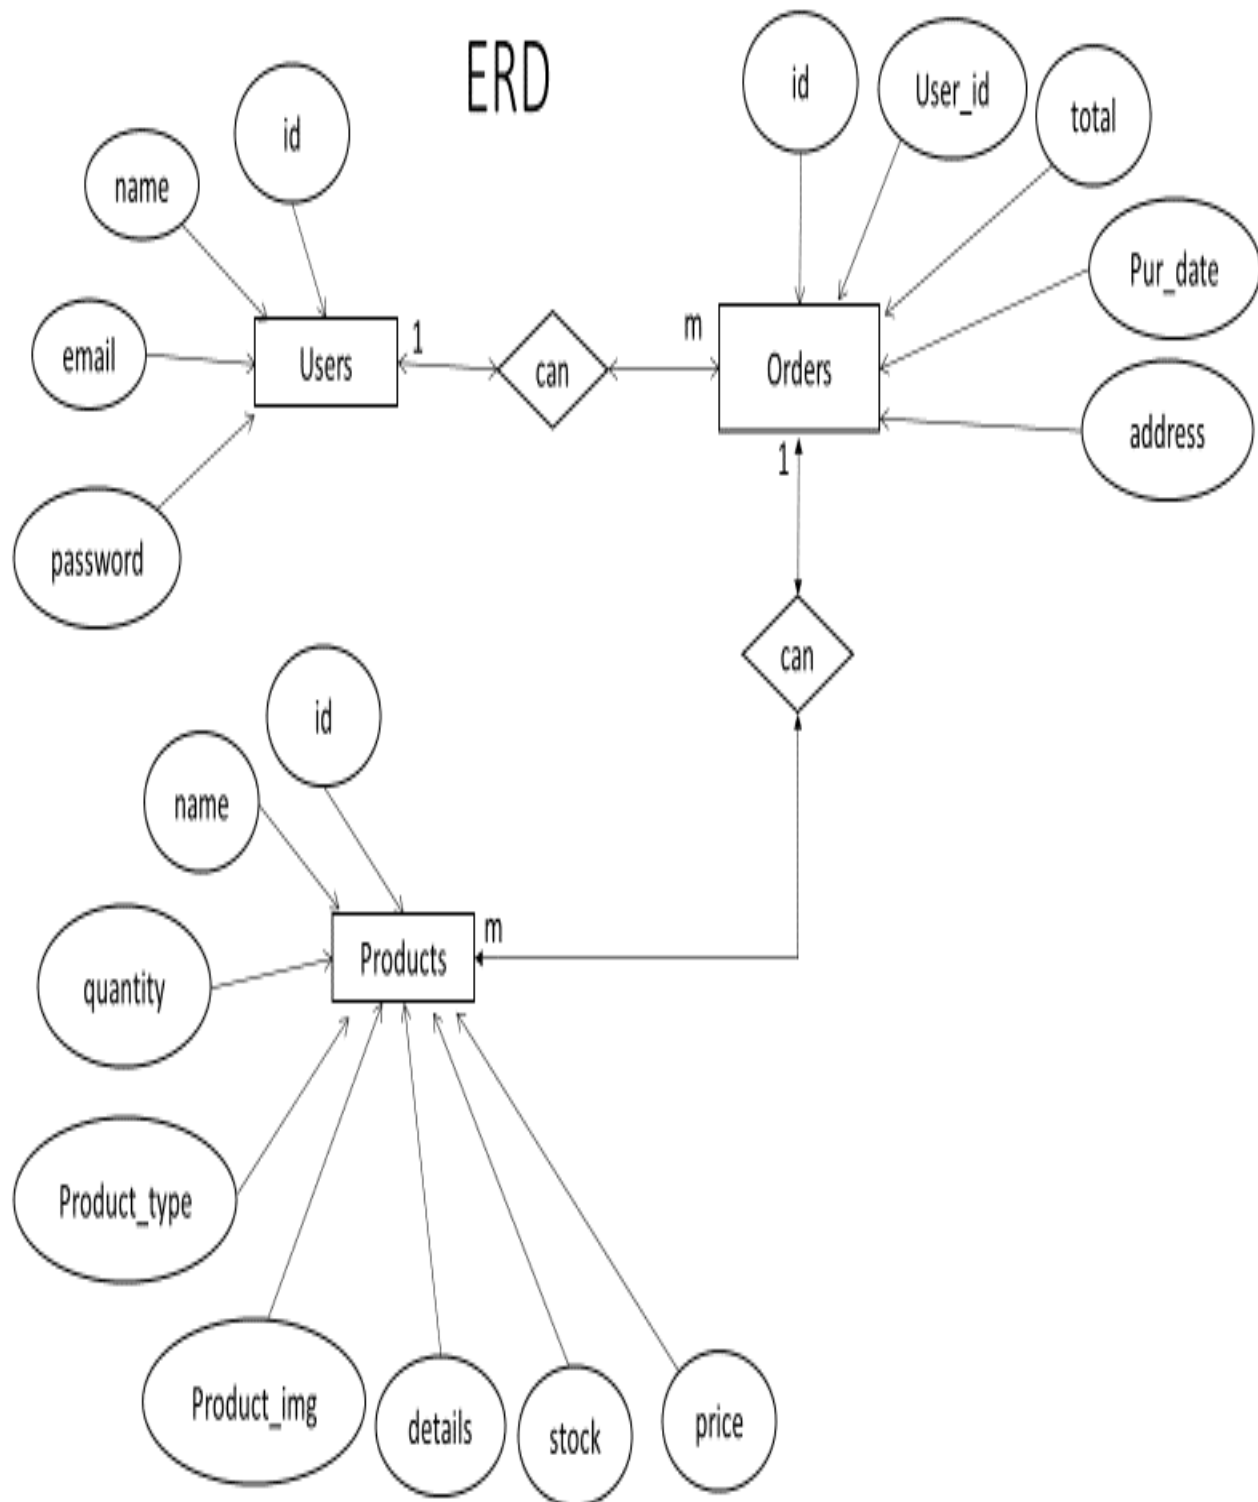 ERD
id
name
email
password
Users
1
can
m
Orders
id
User_id
total
Pur_date
address
1
can
m
Products
id
name
quantity
Product_type
Product_img
details
stock
price